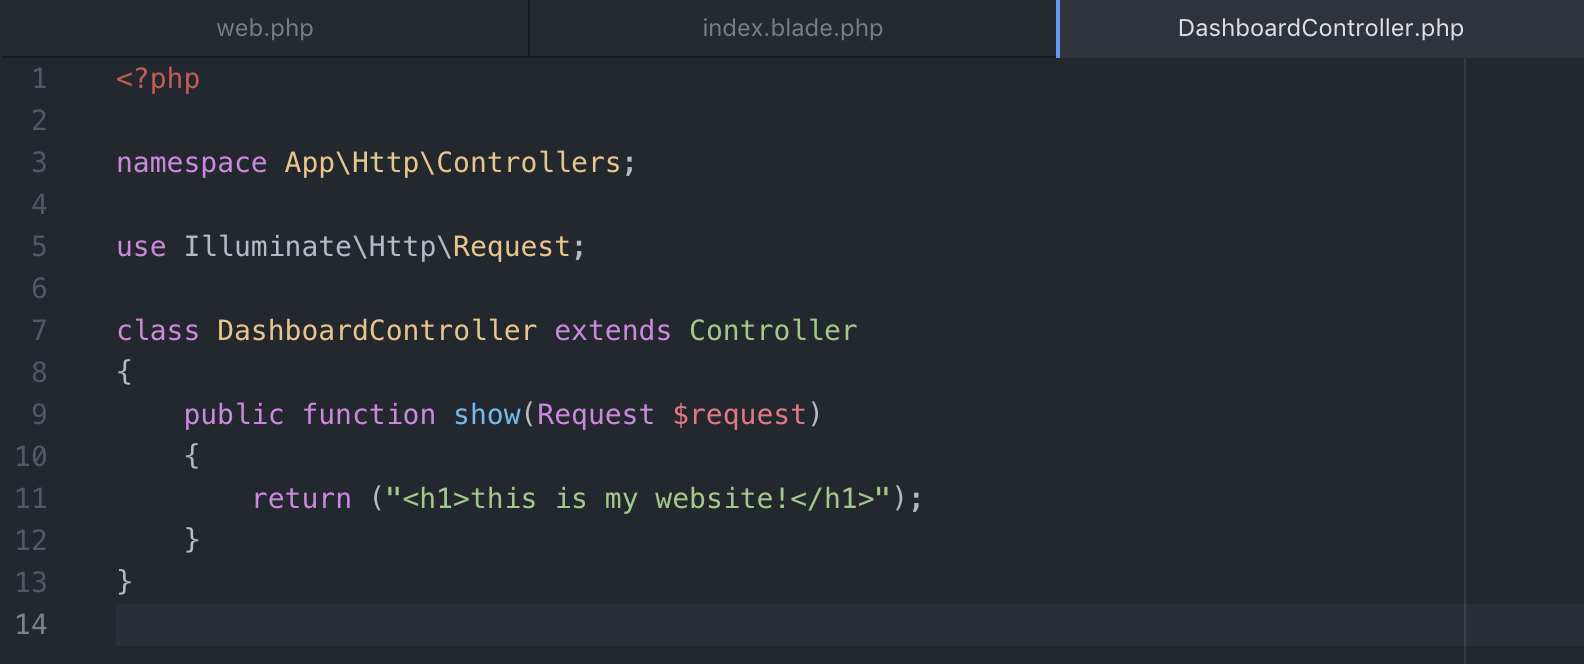 web.php index.blade.php DashboardController.php
1 <?php
2
3 namespace App\Http\Controllers;
4
5 use Illuminate\Http\Request;
6
7 class DashboardController extends Controller
8 {
9     public function show(Request $request)
10     {
11         return ("<h1>this is my website!</h1>");
12     }
13 }
14